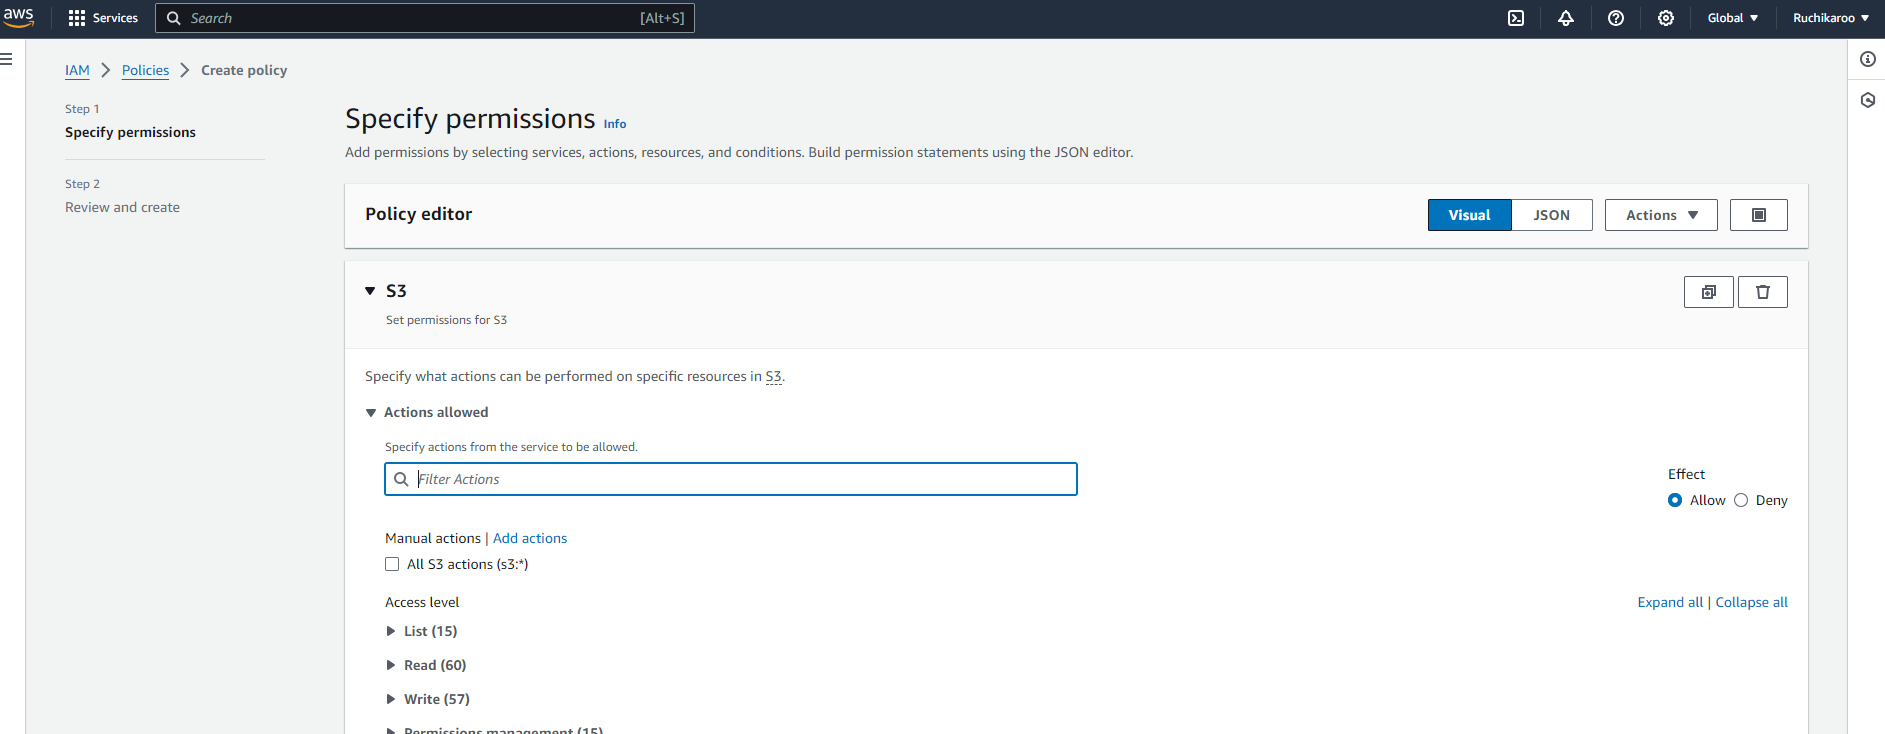 aws Services Search [Alt+S] Global Ruchikaroo
IAM Policies Create policy
Step 1
Specify permissions
Step 2
Review and create
Specify permissions Info
Add permissions by selecting services, actions, resources, and conditions. Build permission statements using the JSON editor.
Policy editor Visual JSON Actions
S3
Set permissions for S3
Specify what actions can be performed on specific resources in S3.
Actions allowed
Specify actions from the service to be allowed.
Filter Actions
Effect
Allow Deny
Manual actions | Add actions
All S3 actions (s3:*)
Access level Expand all | Collapse all
List (15)
Read (60)
Write (57)
Permissions management (15)